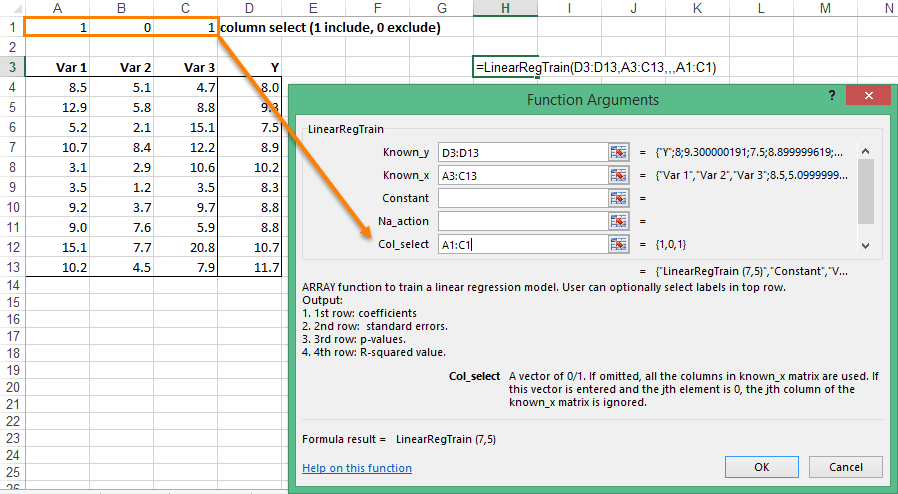 A B C D E F G H I J K L M N
1 1 0 1 column select (1 include, 0 exclude)
2
3 Var 1 Var 2 Var 3 Y =LinearRegTrain(D3:D13,A3:C13,,,A1:C1)
4 8.5 5.1 4.7 8.0
5 12.9 5.8 8.8 9.3
6 5.2 2.1 15.1 7.5
7 10.7 8.4 12.2 8.9
8 3.1 2.9 10.6 10.2
9 3.5 1.2 3.5 8.3
10 9.2 3.7 9.7 8.8
11 9.0 7.6 5.9 8.8
12 15.1 7.7 20.8 10.7
13 10.2 4.5 7.9 11.7
14
15
16
17
18
19
20
21
22
23
24
25
26
Function Arguments ? ×
LinearRegTrain
Known_y D3:D13 = {"Y";8;9.300000191;7.5;8.899999619;...
Known_x A3:C13 = {"Var 1","Var 2","Var 3";8.5,5.0999999...
Constant =
Na_action =
Col_select A1:C1 = {1,0,1}
= {"LinearRegTrain (7,5)","Constant","V...
ARRAY function to train a linear regression model. User can optionally select labels in top row.
Output:
1. 1st row: coefficients
2. 2nd row: standard errors.
3. 3rd row: p-values.
4. 4th row: R-squared value.
Col_select A vector of 0/1. If omitted, all the columns in known_x matrix are used. If
this vector is entered and the jth element is 0, the jth column of the
known_x matrix is ignored.
Formula result = LinearRegTrain (7,5)
Help on this function OK Cancel